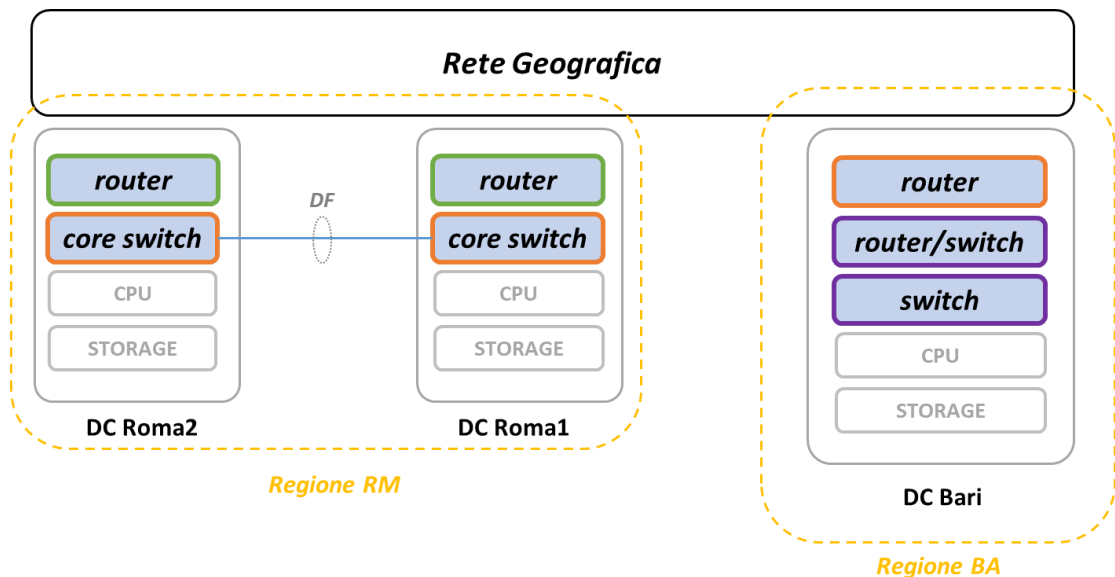 Rete Geografica
router
core switch
CPU
STORAGE
DC Roma2
DF
router
core switch
CPU
STORAGE
DC Roma1
Regione RM
router
router/switch
switch
CPU
STORAGE
DC Bari
Regione BA